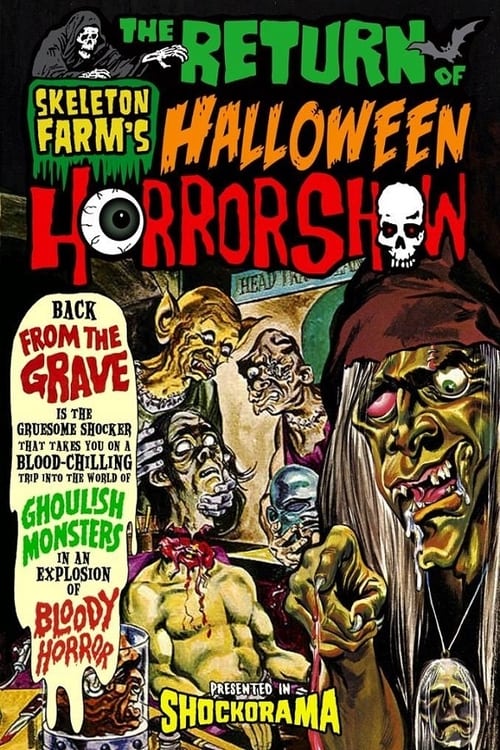 THE
RETURN
OF
SKELETON
FARM'S
HALLOWEEN
HORRORSHOW
HEAD
BACK
FROM THE
GRAVE
IS THE
GRUESOME SHOCKER
THAT TAKES YOU ON A
BLOOD-CHILLING
TRIP INTO THE WORLD OF
GHOULISH
MONSTERS
IN AN
EXPLOSION
OF
BLOODY
HORROR
PRESENTED IN
SHOCKORAMA